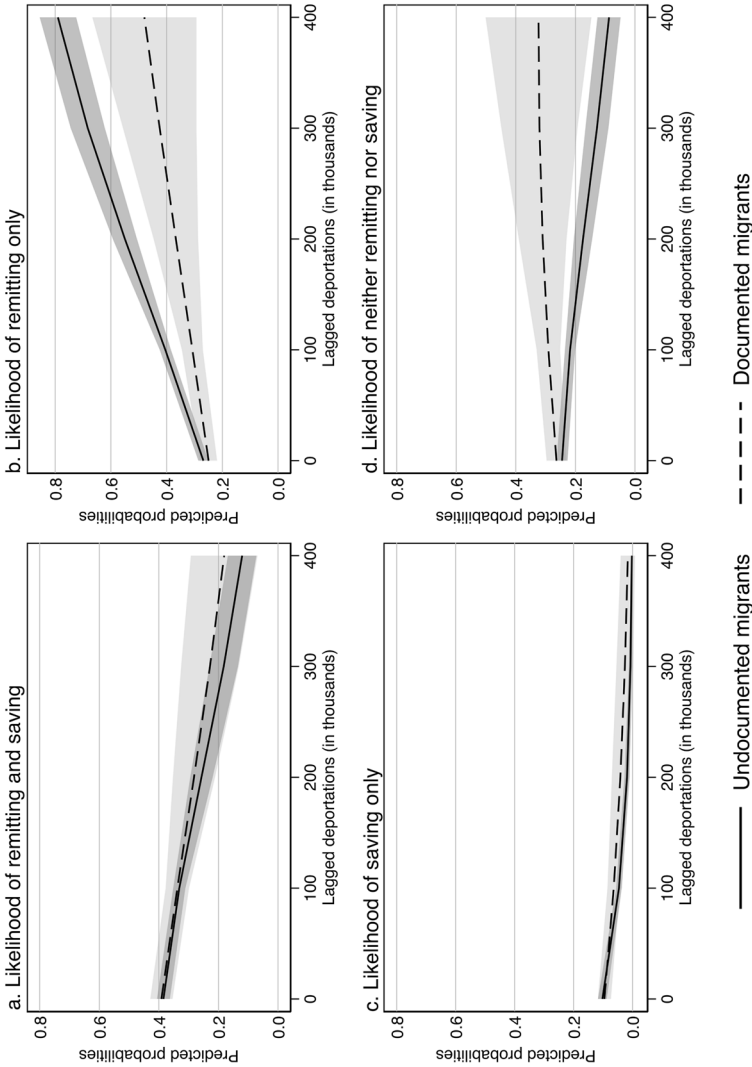 a. Likelihood of remitting and saving
Predicted probabilities
0.8
0.6
0.4
0.2
0.0
0 100 200 300 400
Lagged deportations (in thousands)
b. Likelihood of remitting only
Predicted probabilities
0.8
0.6
0.4
0.2
0 100 200 300 400
Lagged deportations (in thousands)
c. Likelihood of saving only
Predicted probabilities
0.8
0.6
0.4
0.2
0.0
0 100 200 300 400
Lagged deportations (in thousands)
d. Likelihood of neither remitting nor saving
Predicted probabilities
0.8
0.6
0.4
0.2
0.0
0 100 200 300 400
Lagged deportations (in thousands)
Undocumented migrants Documented migrants